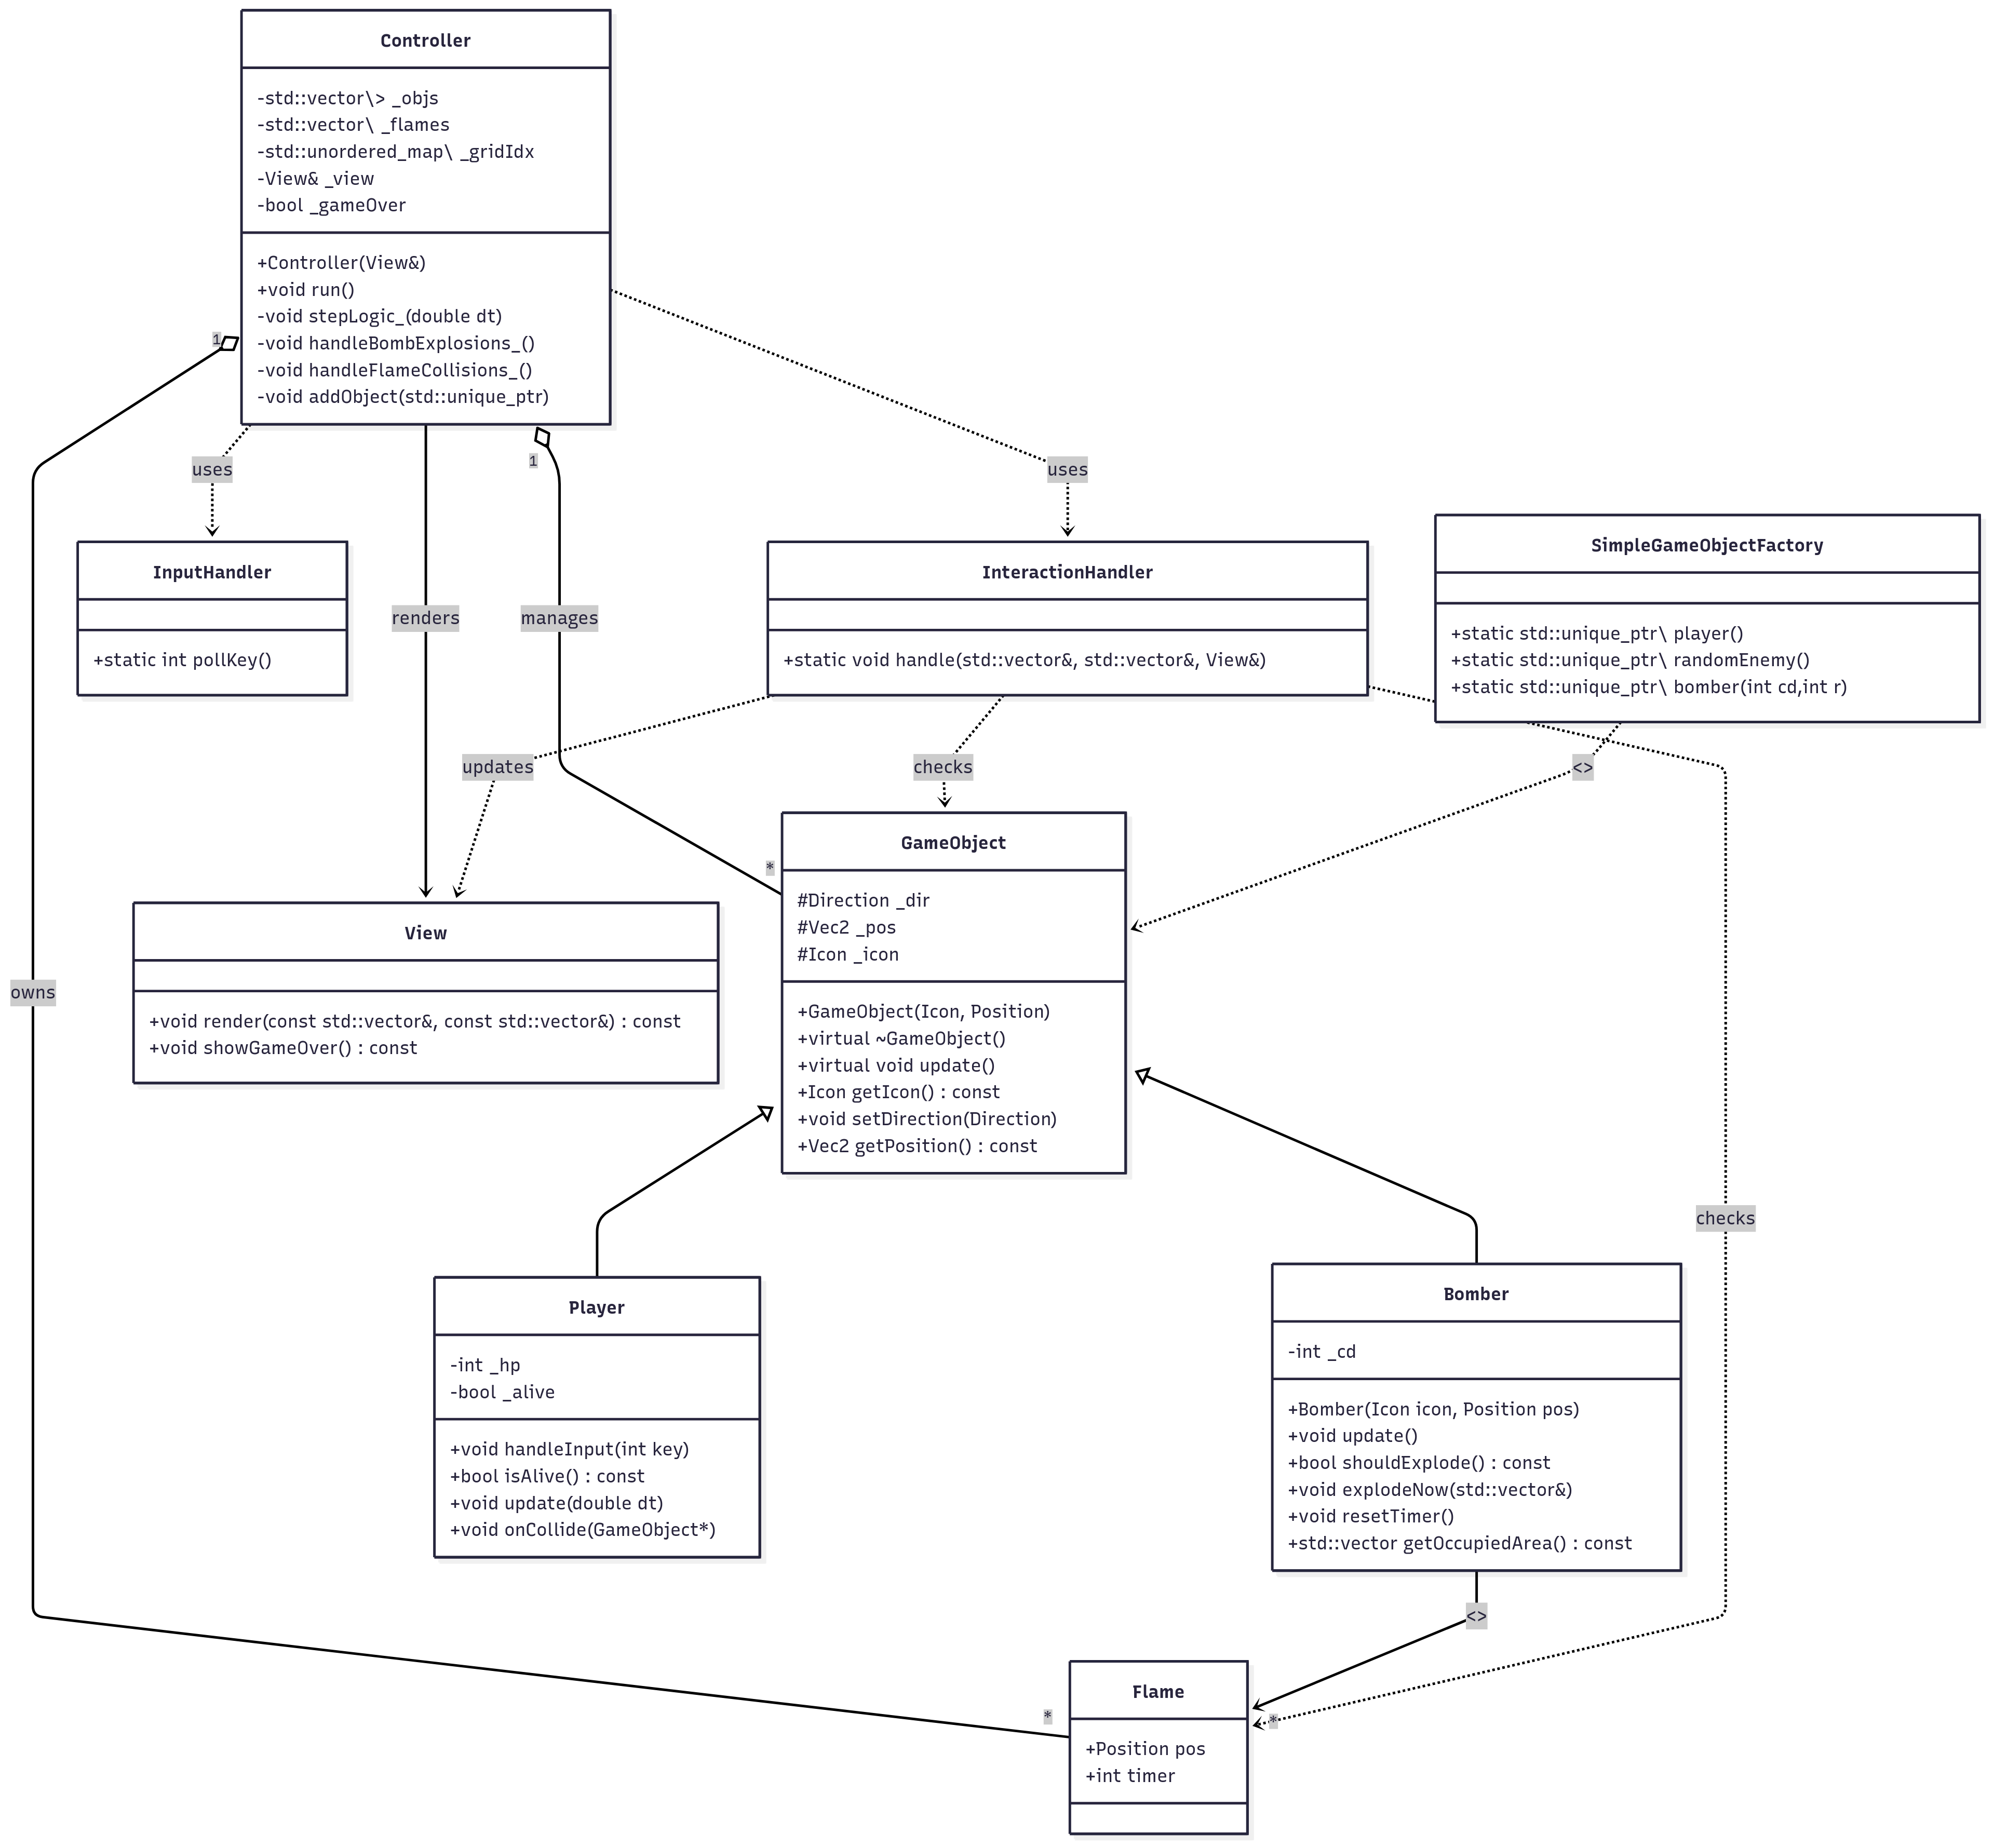 Controller
-std::vector\> _objs
-std::vector\ _flames
-std::unordered_map\ _gridIdx
-View& _view
-bool _gameOver
+Controller(View&)
+void run()
-void stepLogic_(double dt)
-void handleBombExplosions_()
-void handleFlameCollisions_()
-void addObject(std::unique_ptr)
1
1
uses
uses
InputHandler
+static int pollKey()
renders
manages
InteractionHandler
+static void handle(std::vector&, std::vector&, View&)
SimpleGameObjectFactory
+static std::unique_ptr\ player()
+static std::unique_ptr\ randomEnemy()
+static std::unique_ptr\ bomber(int cd,int r)
updates
checks
<>
*
GameObject
#Direction _dir
#Vec2 _pos
#Icon _icon
+GameObject(Icon, Position)
+virtual ~GameObject()
+virtual void update()
+Icon getIcon() : const
+void setDirection(Direction)
+Vec2 getPosition() : const
View
+void render(const std::vector&, const std::vector&) : const
+void showGameOver() : const
owns
checks
Player
-int _hp
-bool _alive
+void handleInput(int key)
+bool isAlive() : const
+void update(double dt)
+void onCollide(GameObject*)
Bomber
-int _cd
+Bomber(Icon icon, Position pos)
+void update()
+bool shouldExplode() : const
+void explodeNow(std::vector&)
+void resetTimer()
+std::vector getOccupiedArea() : const
<>
*
*
Flame
+Position pos
+int timer